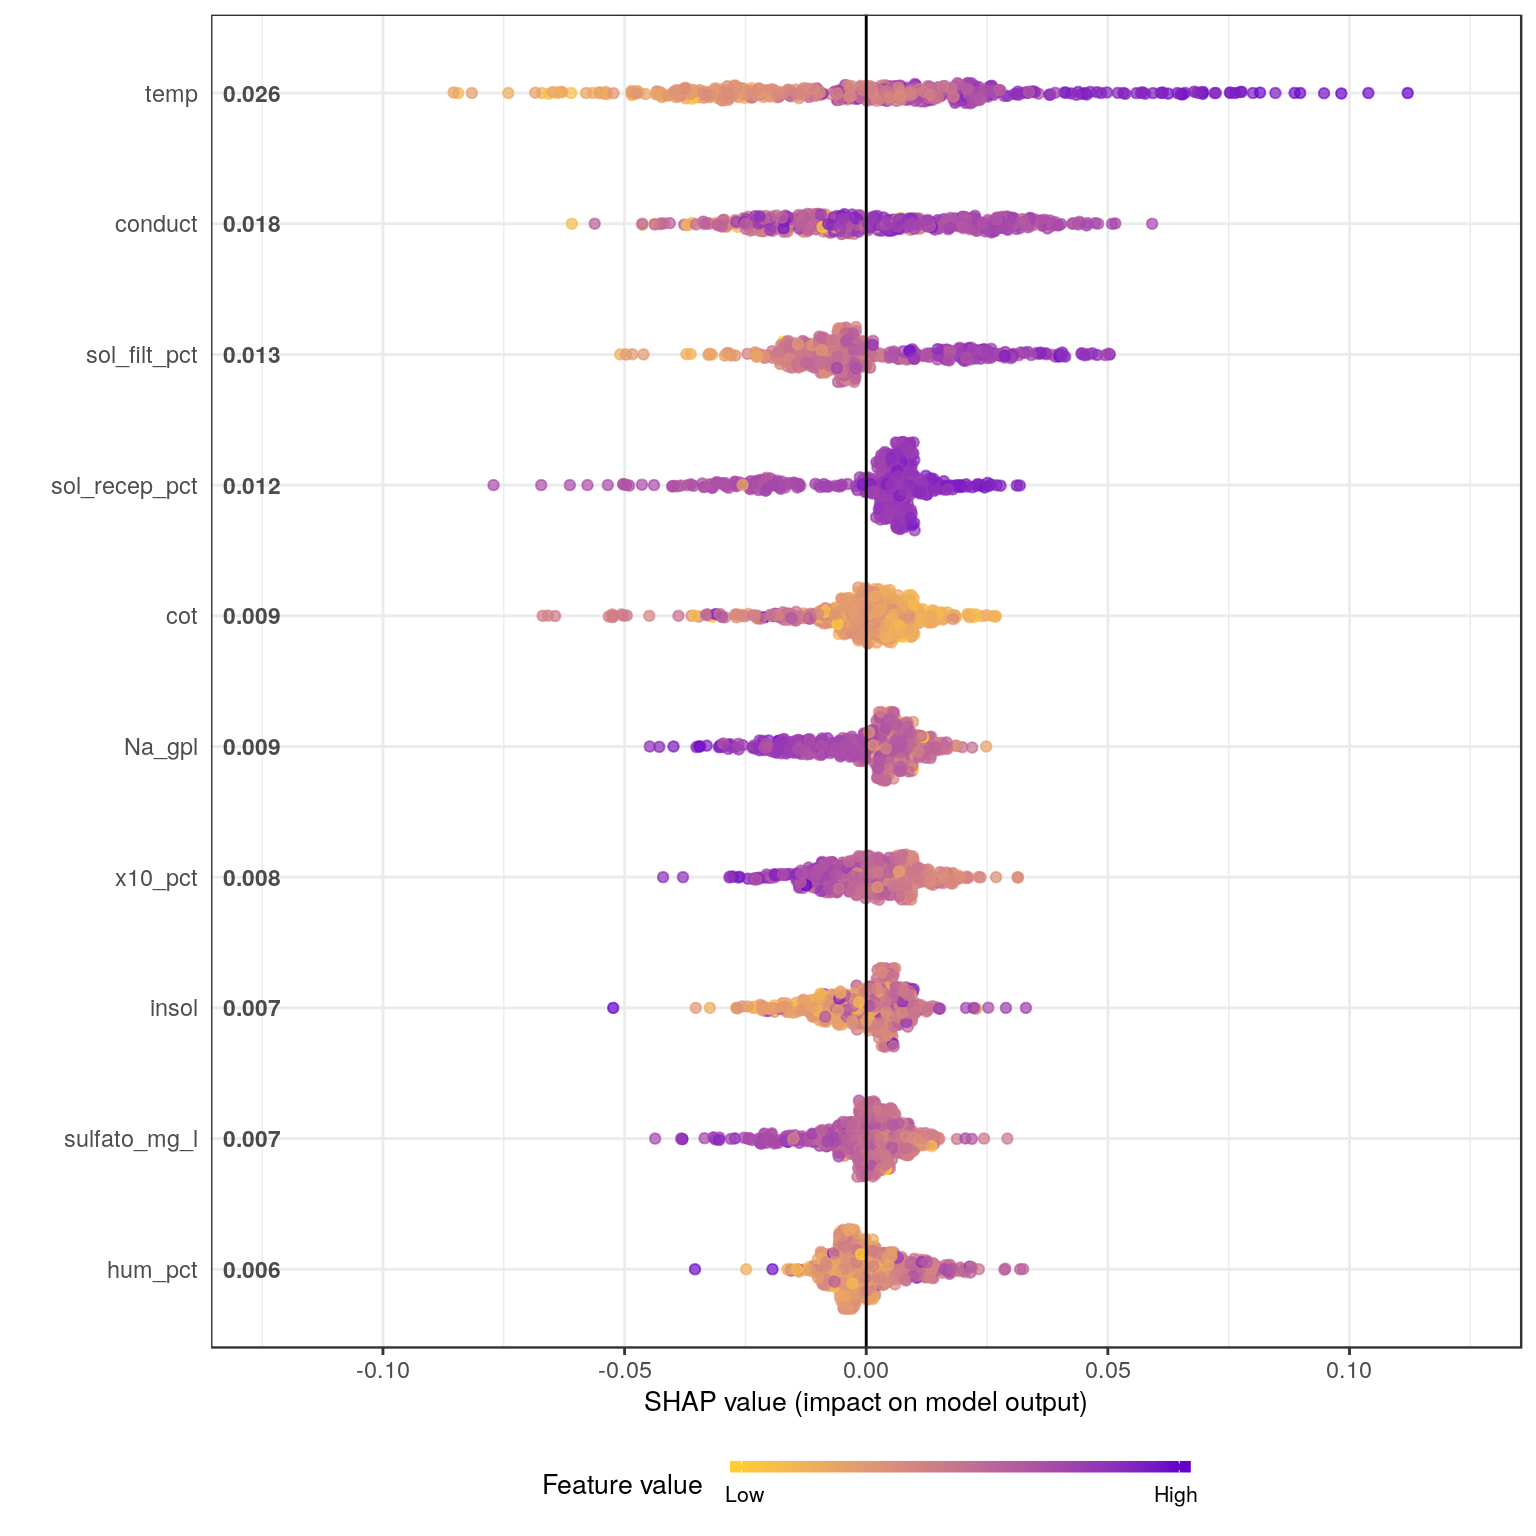 temp 0.026
conduct 0.018
sol_filt_pct 0.013
sol_recep_pct 0.012
cot 0.009
Na_gpl 0.009
x10_pct 0.008
insol 0.007
sulfato_mg_l 0.007
hum_pct 0.006
-0.10 -0.05 0.00 0.05 0.10
SHAP value (impact on model output)
Feature value
Low High